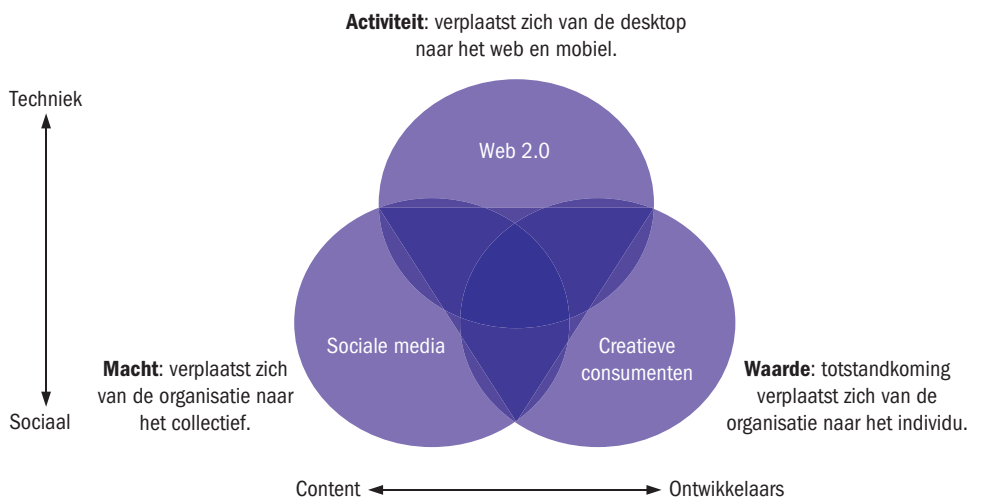 Activiteit: verplaatst zich van de desktop
naar het web en mobiel.
Techniek
Web 2.0
Sociale media
Creatieve
consumenten
Macht: verplaatst zich
van de organisatie naar
het collectief.
Waarde: totstandkoming
verplaatst zich van de
organisatie naar het individu.
Sociaal
Content
Ontwikkelaars